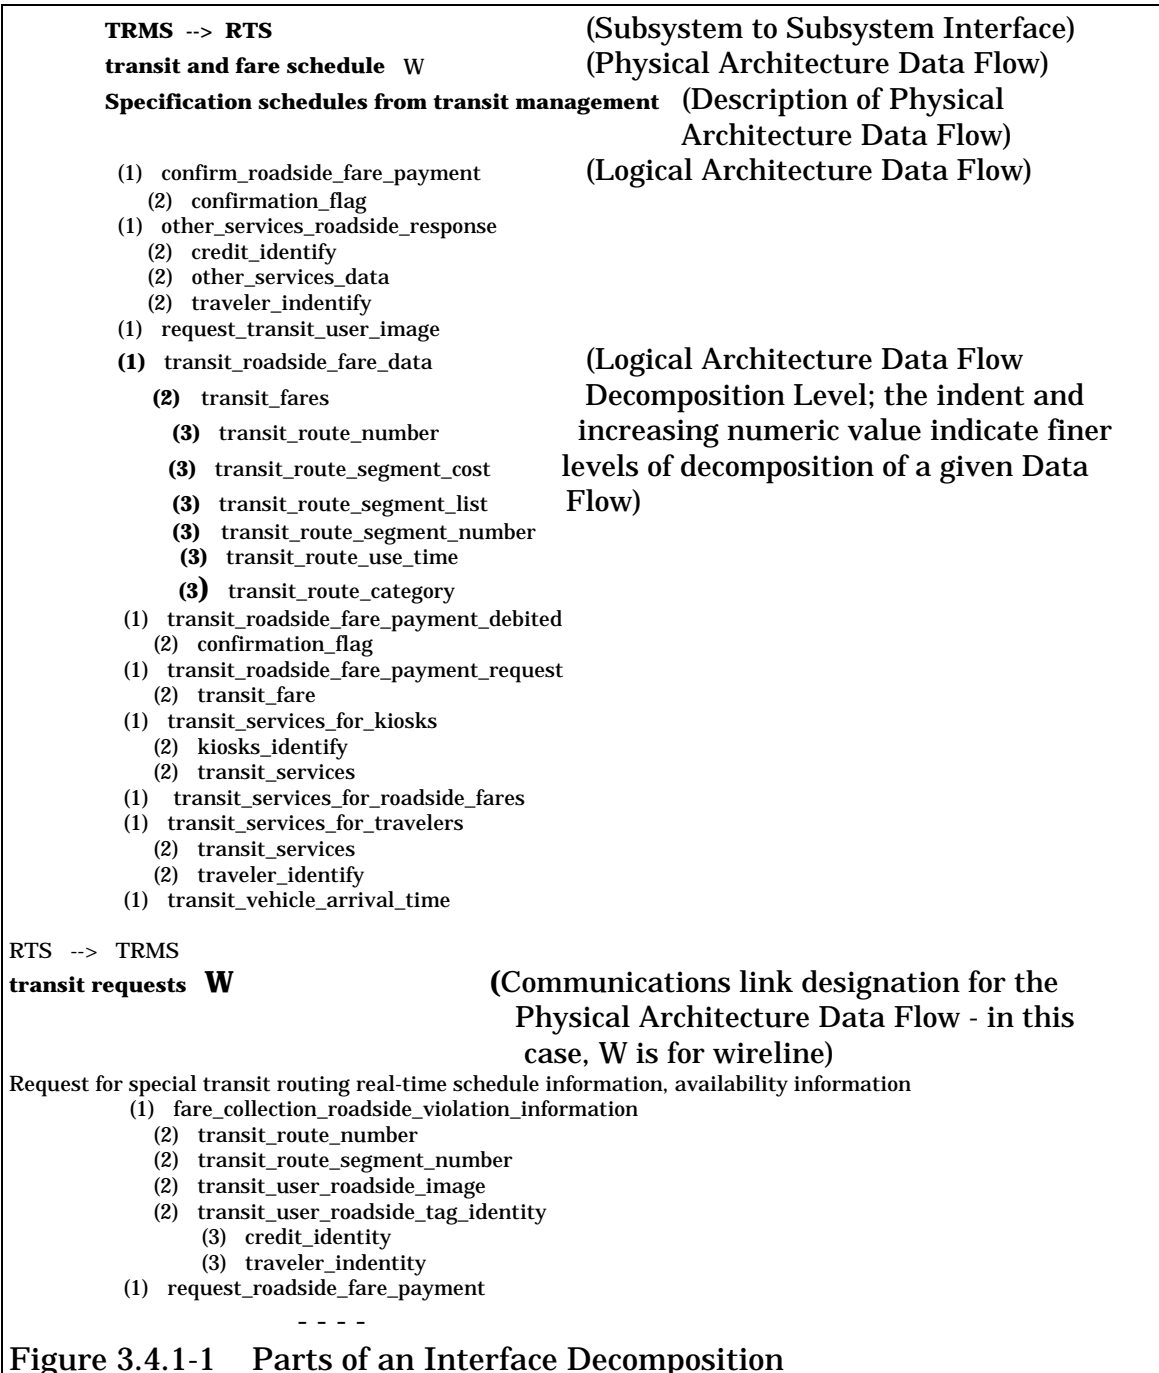 TRMS --> RTS (Subsystem to Subsystem Interface)
transit and fare schedule W (Physical Architecture Data Flow)
Specification schedules from transit management (Description of Physical
Architecture Data Flow)
(1) confirm_roadside_fare_payment (Logical Architecture Data Flow)
(2) confirmation_flag
(1) other_services_roadside_response
(2) credit_identify
(2) other_services_data
(2) traveler_indentify
(1) request_transit_user_image
(1) transit_roadside_fare_data (Logical Architecture Data Flow
(2) transit_fares Decomposition Level; the indent and
(3) transit_route_number increasing numeric value indicate finer
(3) transit_route_segment_cost levels of decomposition of a given Data
(3) transit_route_segment_list Flow)
(3) transit_route_segment_number
(3) transit_route_use_time
(3) transit_route_category
(1) transit_roadside_fare_payment_debited
(2) confirmation_flag
(1) transit_roadside_fare_payment_request
(2) transit_fare
(1) transit_services_for_kiosks
(2) kiosks_identify
(2) transit_services
(1) transit_services_for_roadside_fares
(1) transit_services_for_travelers
(2) transit_services
(2) traveler_identify
(1) transit_vehicle_arrival_time
RTS --> TRMS
transit requests W (Communications link designation for the
Physical Architecture Data Flow - in this
case, W is for wireline)
Request for special transit routing real-time schedule information, availability information
(1) fare_collection_roadside_violation_information
(2) transit_route_number
(2) transit_route_segment_number
(2) transit_user_roadside_image
(2) transit_user_roadside_tag_identity
(3) credit_identity
(3) traveler_indentity
(1) request_roadside_fare_payment
- - - -
Figure 3.4.1-1 Parts of an Interface Decomposition